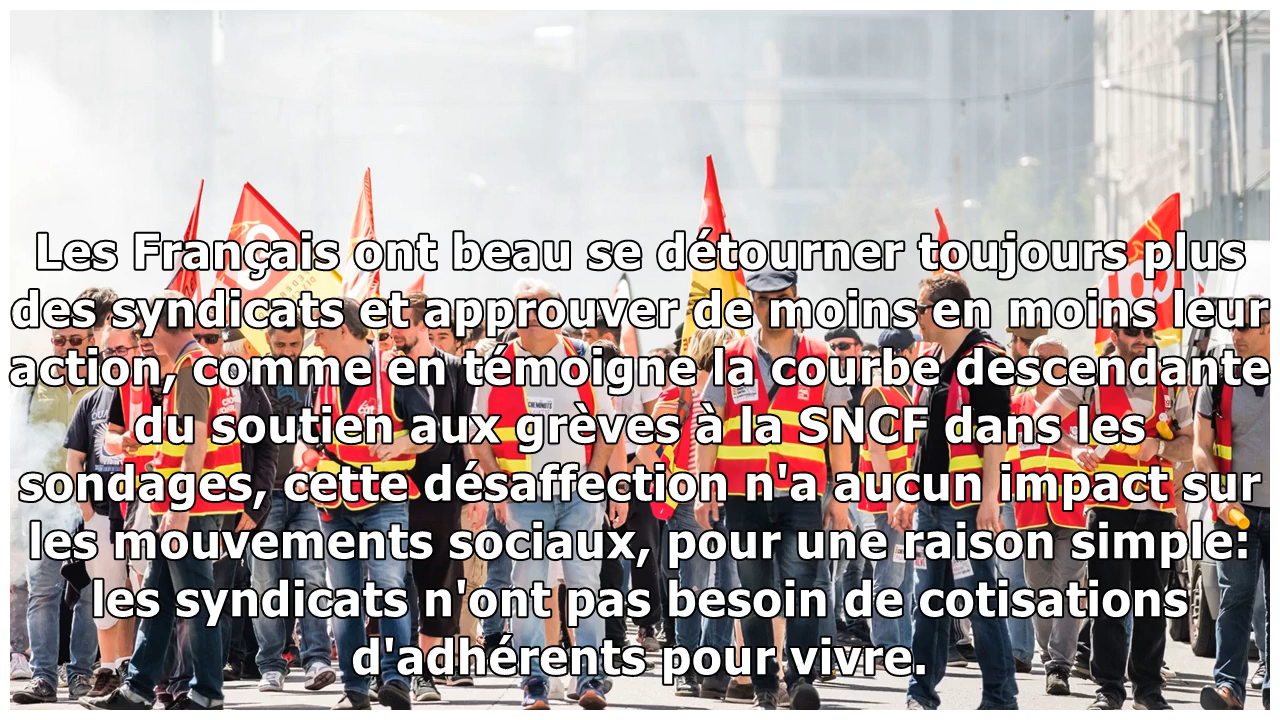 Les Français ont beau se détourner toujours plus
des syndicats et approuver de moins en moins leur
action, comme en témoigne la courbe descendante
du soutien aux grèves à la SNCF dans les
sondages, cette désaffection n'a aucun impact sur
les mouvements sociaux, pour une raison simple:
les syndicats n'ont pas besoin de cotisations
d'adhérents pour vivre.